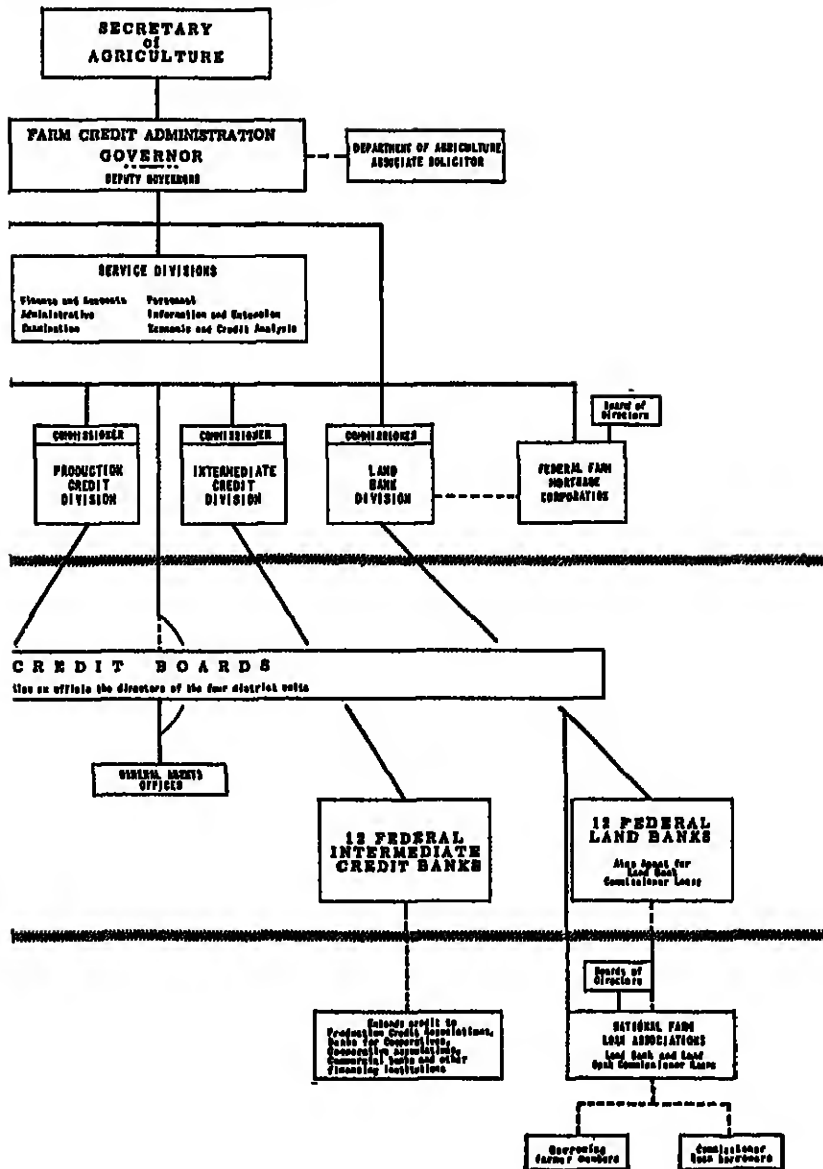 SECRETARY
of
AGRICULTURE
FARM CREDIT ADMINISTRATION
GOVERNOR
DEPUTY GOVERNORS
DEPARTMENT OF AGRICULTURE
ASSOCIATE SOLICITOR
SERVICE DIVISIONS
Finance and Accounts
Administrative
Examination
Personnel
Information and Extension
Economic and Credit Analysis
COMMISSIONER
PRODUCTION
CREDIT
DIVISION
COMMISSIONER
INTERMEDIATE
CREDIT
DIVISION
COMMISSIONER
LAND
BANK
DIVISION
Board of
Directors
FEDERAL FARM
MORTGAGE
CORPORATION
CREDIT BOARDS
ex officio the directors of the four district units
GENERAL AGENTS
OFFICES
12 FEDERAL
INTERMEDIATE
CREDIT BANKS
12 FEDERAL
LAND BANKS
Also Agent for
Land Bank
Commissioner Loans
Boards of
Directors
Extends credit to
Production Credit Associations,
Banks for Cooperatives,
Cooperative associations,
Commercial banks and other
financing institutions
NATIONAL FARM
LOAN ASSOCIATIONS
Land Bank and Land
Bank Commissioner Loans
Borrowing
farmer members
Commissioner
loan borrowers